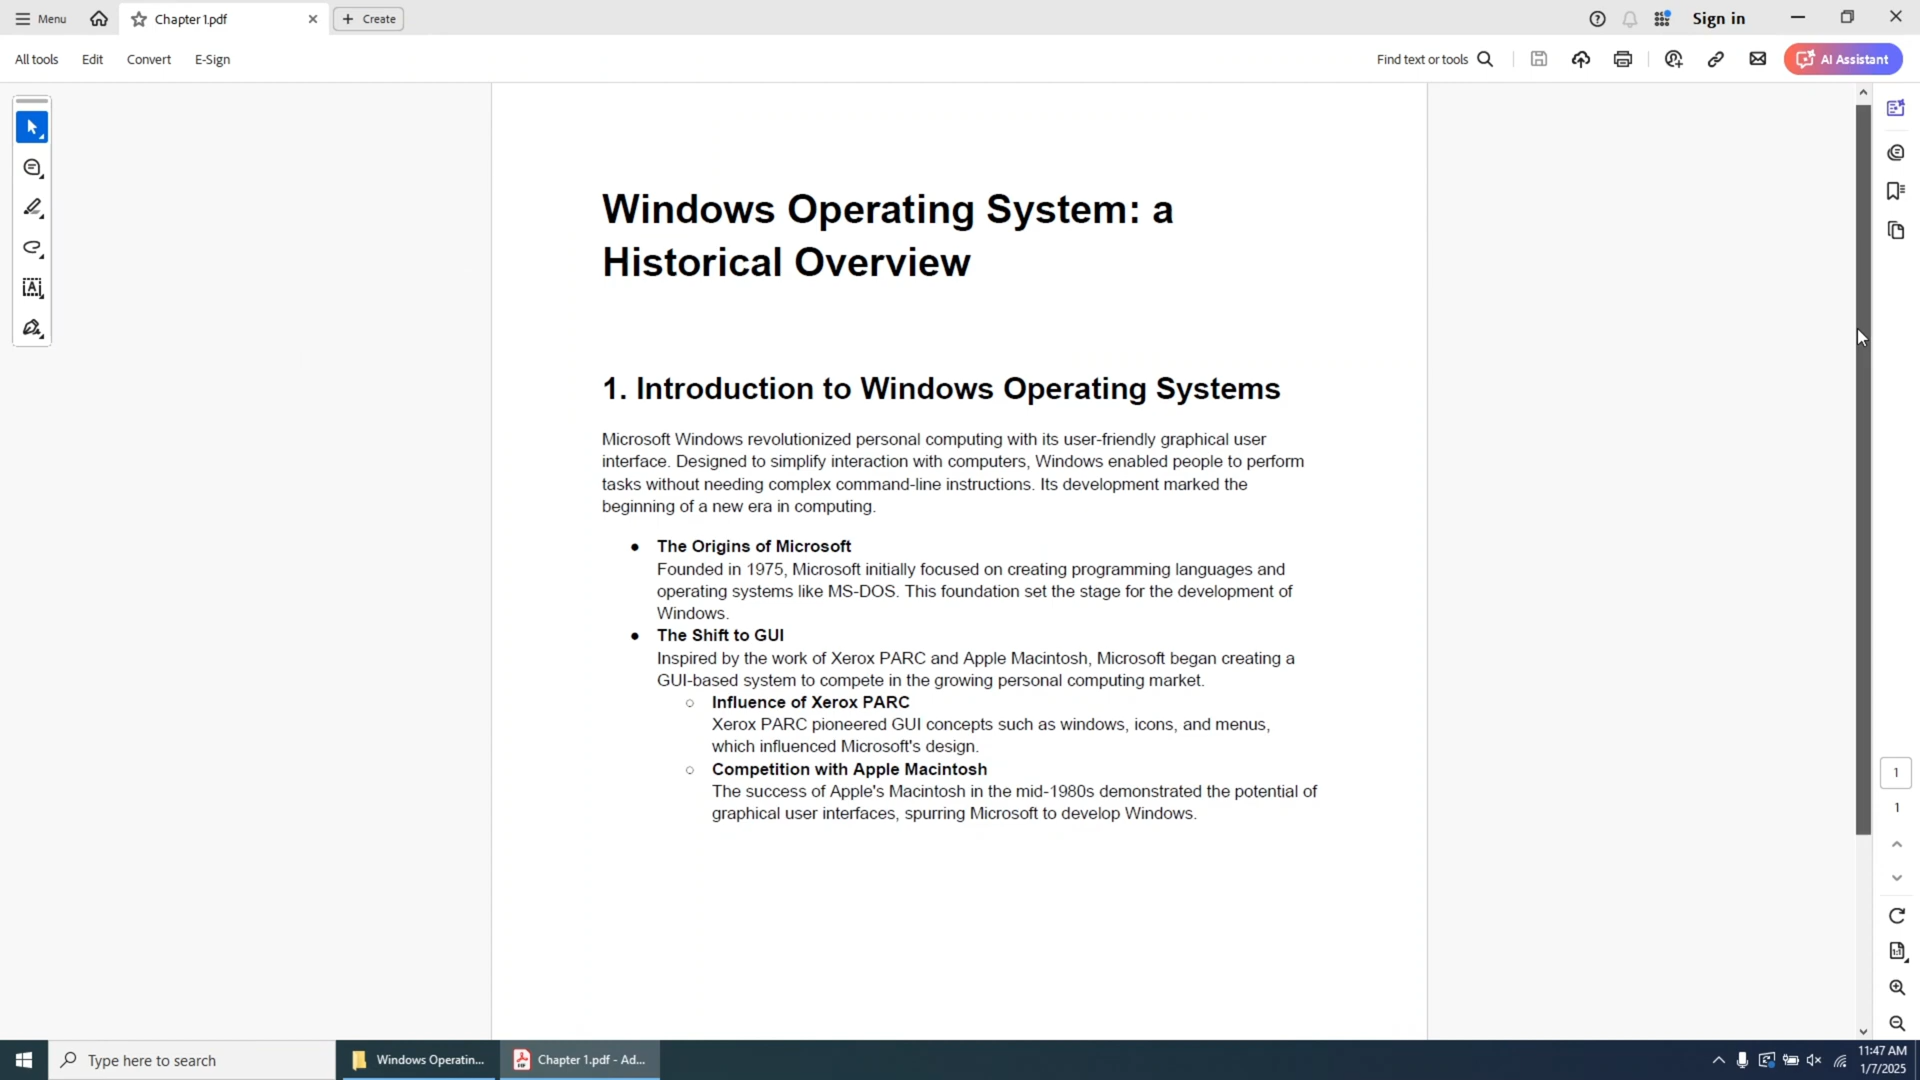 Menu
Chapter 1.pdf
Create
Sign in
All tools
Edit
Convert
E-Sign
Find text or tools
AI Assistant
Windows Operating System: a
Historical Overview
1. Introduction to Windows Operating Systems
Microsoft Windows revolutionized personal computing with its user-friendly graphical user
interface. Designed to simplify interaction with computers, Windows enabled people to perform
tasks without needing complex command-line instructions. Its development marked the
beginning of a new era in computing.
● The Origins of Microsoft
Founded in 1975, Microsoft initially focused on creating programming languages and
operating systems like MS-DOS. This foundation set the stage for the development of
Windows.
● The Shift to GUI
Inspired by the work of Xerox PARC and Apple Macintosh, Microsoft began creating a
GUI-based system to compete in the growing personal computing market.
○ Influence of Xerox PARC
Xerox PARC pioneered GUI concepts such as windows, icons, and menus,
which influenced Microsoft's design.
○ Competition with Apple Macintosh
The success of Apple's Macintosh in the mid-1980s demonstrated the potential of
graphical user interfaces, spurring Microsoft to develop Windows.
1
1
Type here to search
Windows Operatin...
Chapter 1.pdf - Ad...
11:47 AM
1/7/2025